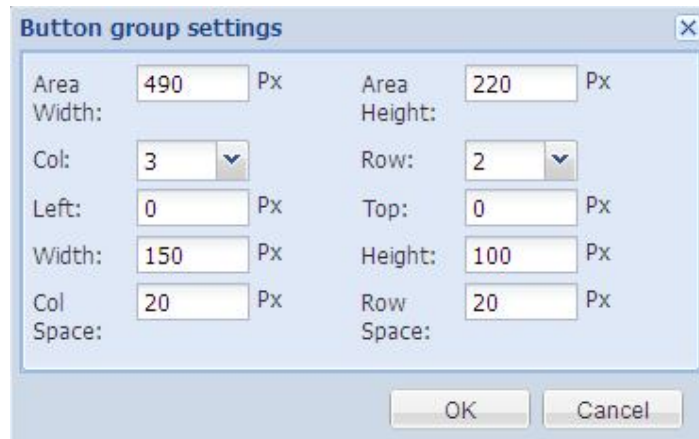 Button group settings
Area Width: 490 Px Area Height: 220 Px
Col: 3 Row: 2
Left: 0 Px Top: 0 Px
Width: 150 Px Height: 100 Px
Col Space: 20 Px Row Space: 20 Px
OK Cancel